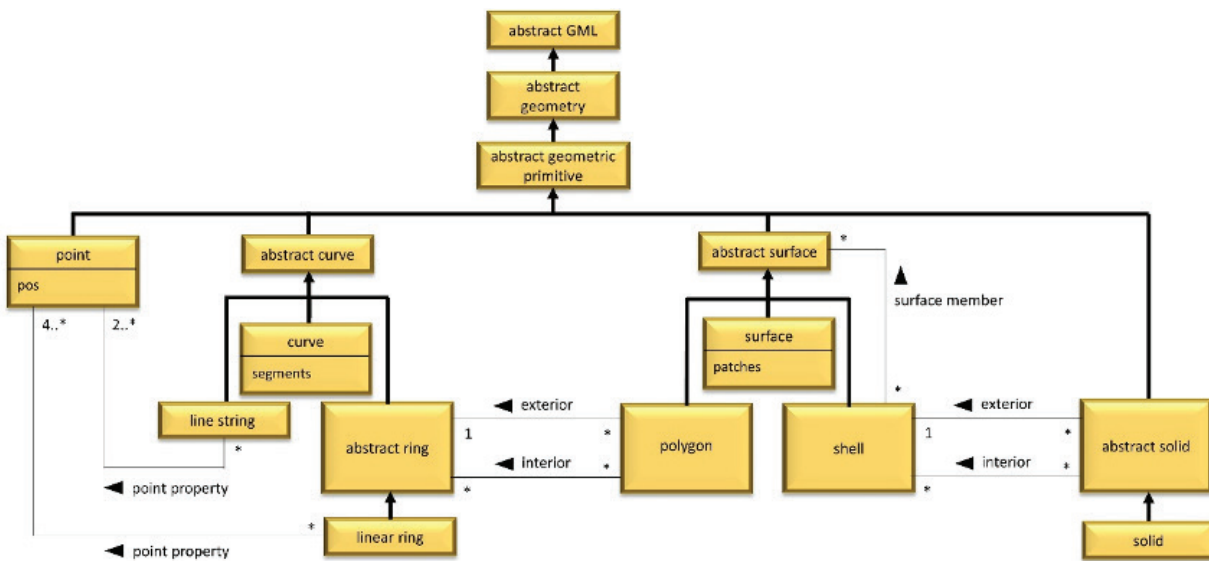 abstract GML
abstract
geometry
abstract geometric
primitive
point
pos
abstract curve
abstract surface
*
surface member
4..*
2..*
curve
segments
surface
patches
line string
*
abstract ring
exterior
1
*
interior
*
*
polygon
*
shell
exterior
1
*
interior
*
*
abstract solid
point property
*
linear ring
point property
solid